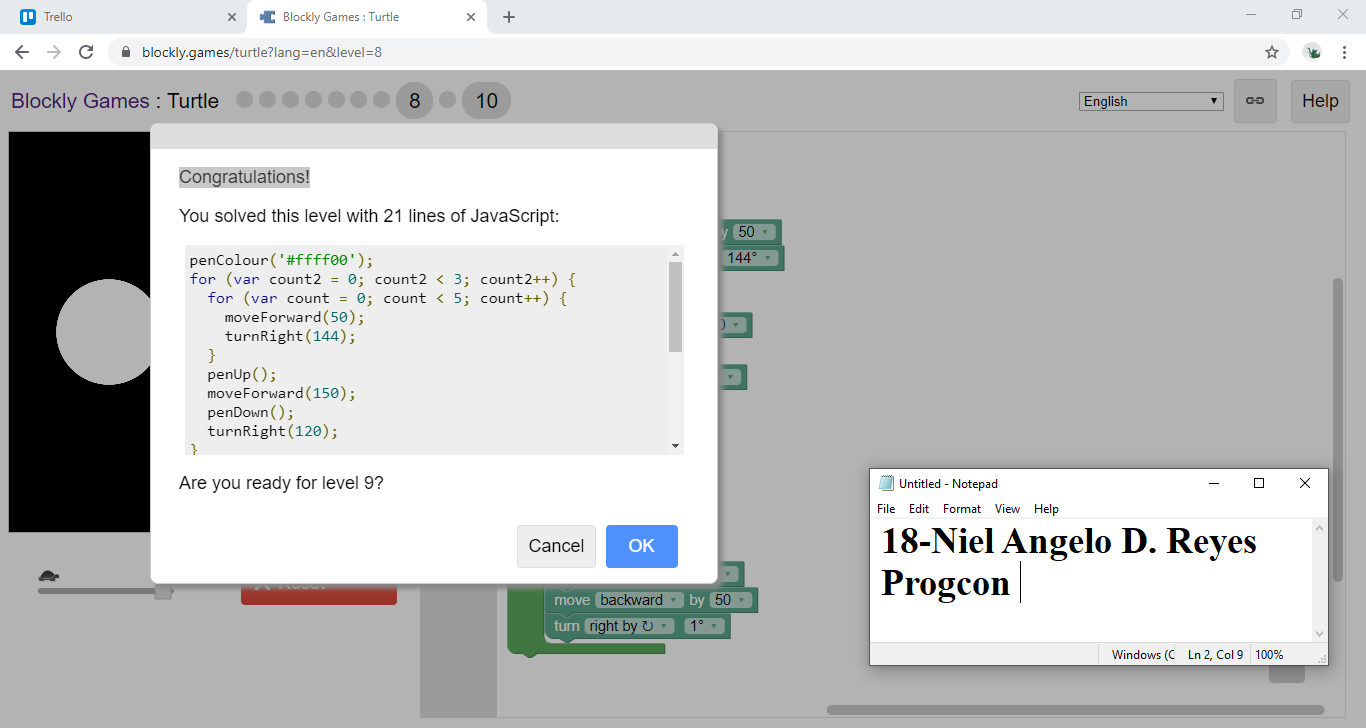 Trello
Blockly Games : Turtle
blockly.games/turtle?lang=en&level=8
Blockly Games : Turtle
8
10
English
Help
Congratulations!
You solved this level with 21 lines of JavaScript:
penColour('#ffff00');
for (var count2 = 0; count2 < 3; count2++) {
for (var count = 0; count < 5; count++) {
moveForward(50);
turnRight(144);
}
penUp();
moveForward(150);
penDown();
turnRight(120);
}
Are you ready for level 9?
Cancel
OK
50
144°
move backward by 50
turn right by ↻ 1°
Untitled - Notepad
File Edit Format View Help
18-Niel Angelo D. Reyes
Progcon
Windows (C Ln 2, Col 9 100%